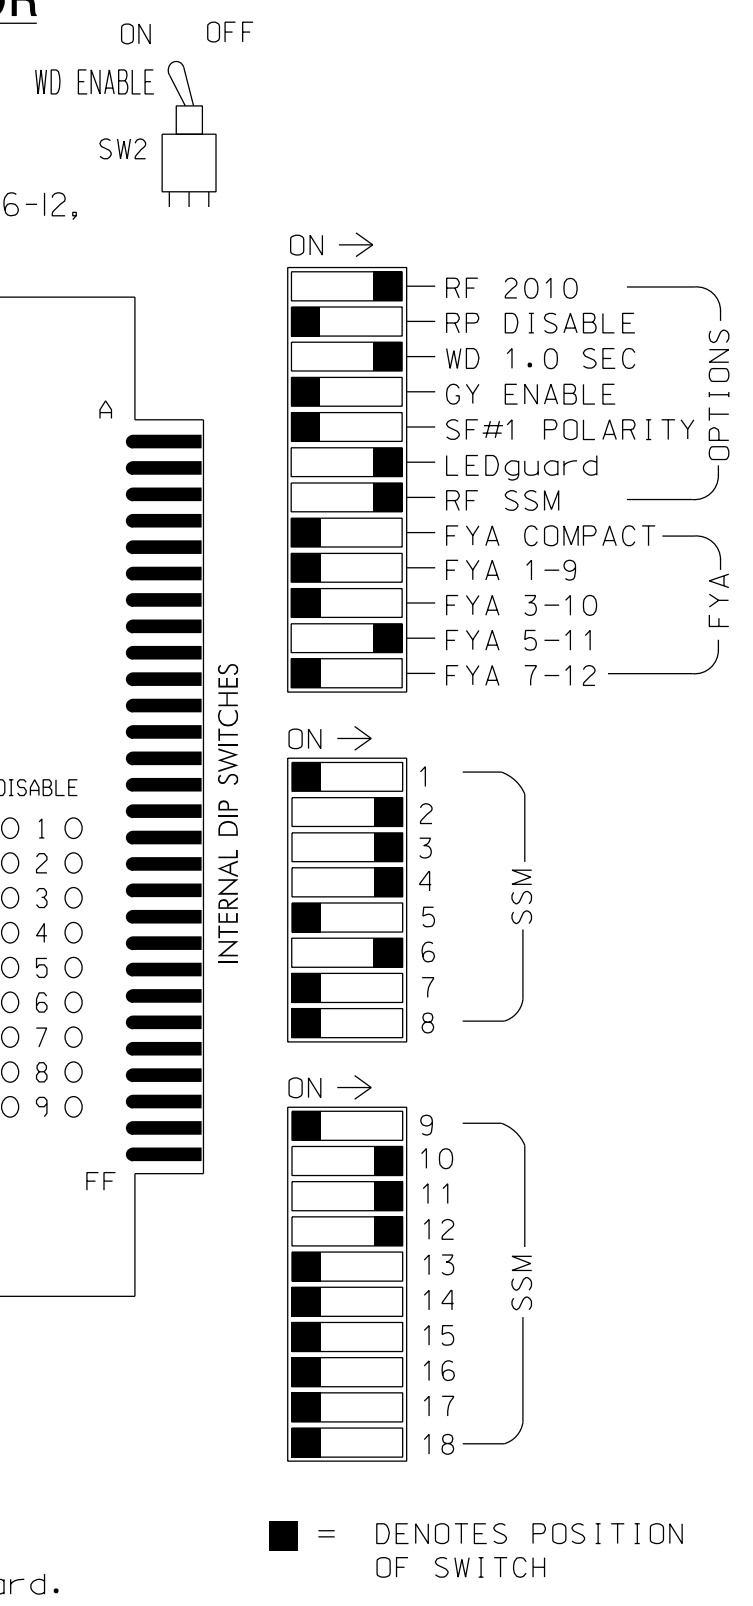 ON OFF
WD ENABLE
SW2
6-12,
ON →
RF 2010
RP DISABLE
WD 1.0 SEC
GY ENABLE
SF#1 POLARITY
LEDguard
RF SSM
OPTIONS
FYA COMPACT
FYA 1-9
FYA 3-10
FYA 5-11
FYA 7-12
FYA
A
FF
INTERNAL DIP SWITCHES
DISABLE
1
2
3
4
5
6
7
8
9
ON →
1
2
3
4
5
6
7
8
SSM
ON →
9
10
11
12
13
14
15
16
17
18
SSM
= DENOTES POSITION
OF SWITCH
ard.